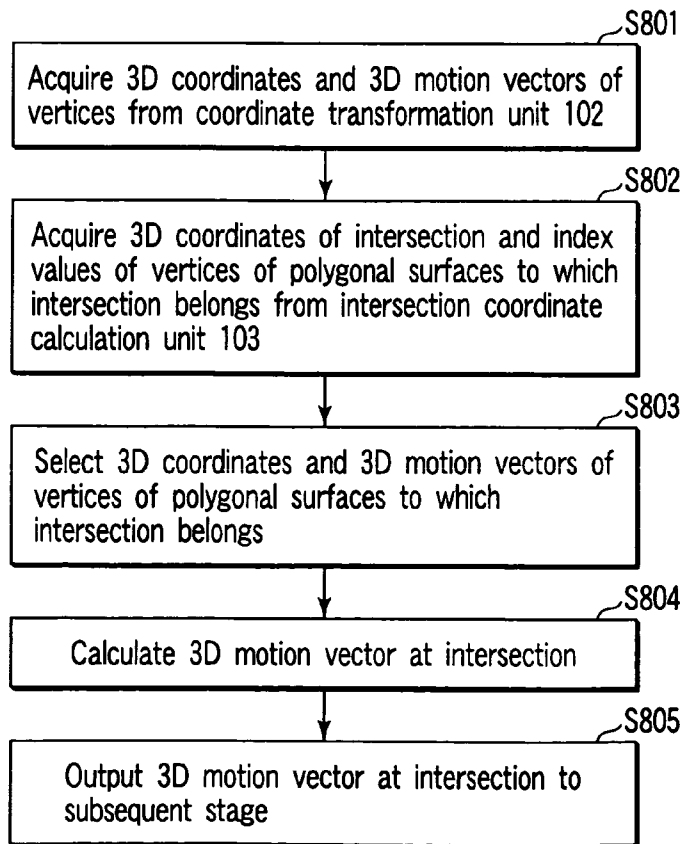 S801
Acquire 3D coordinates and 3D motion vectors of
vertices from coordinate transformation unit 102
S802
Acquire 3D coordinates of intersection and index
values of vertices of polygonal surfaces to which
intersection belongs from intersection coordinate
calculation unit 103
S803
Select 3D coordinates and 3D motion vectors of
vertices of polygonal surfaces to which
intersection belongs
S804
Calculate 3D motion vector at intersection
S805
Output 3D motion vector at intersection to
subsequent stage